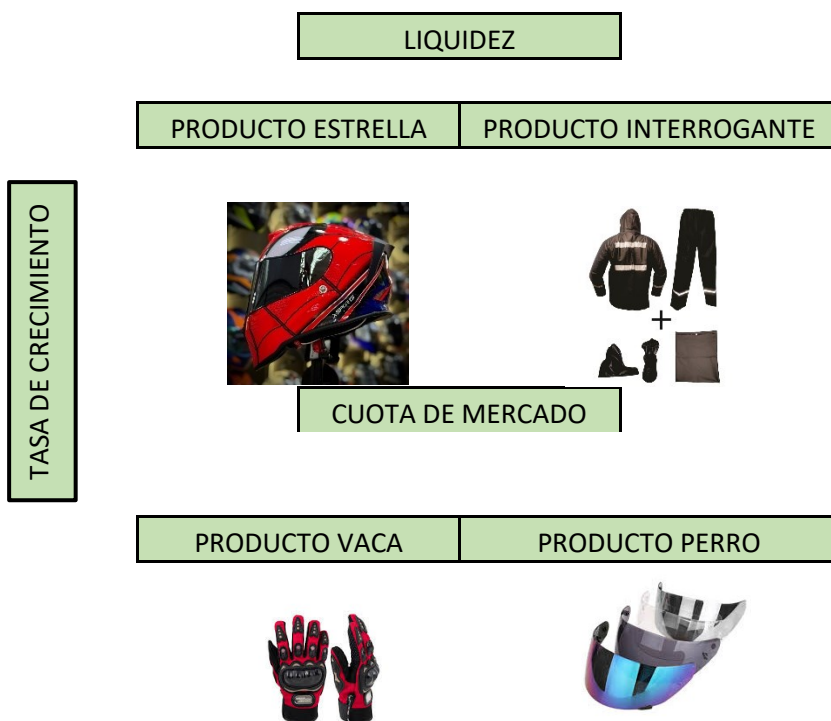 LIQUIDEZ
PRODUCTO ESTRELLA
PRODUCTO INTERROGANTE
TASA DE CRECIMIENTO
+
CUOTA DE MERCADO
PRODUCTO VACA
PRODUCTO PERRO